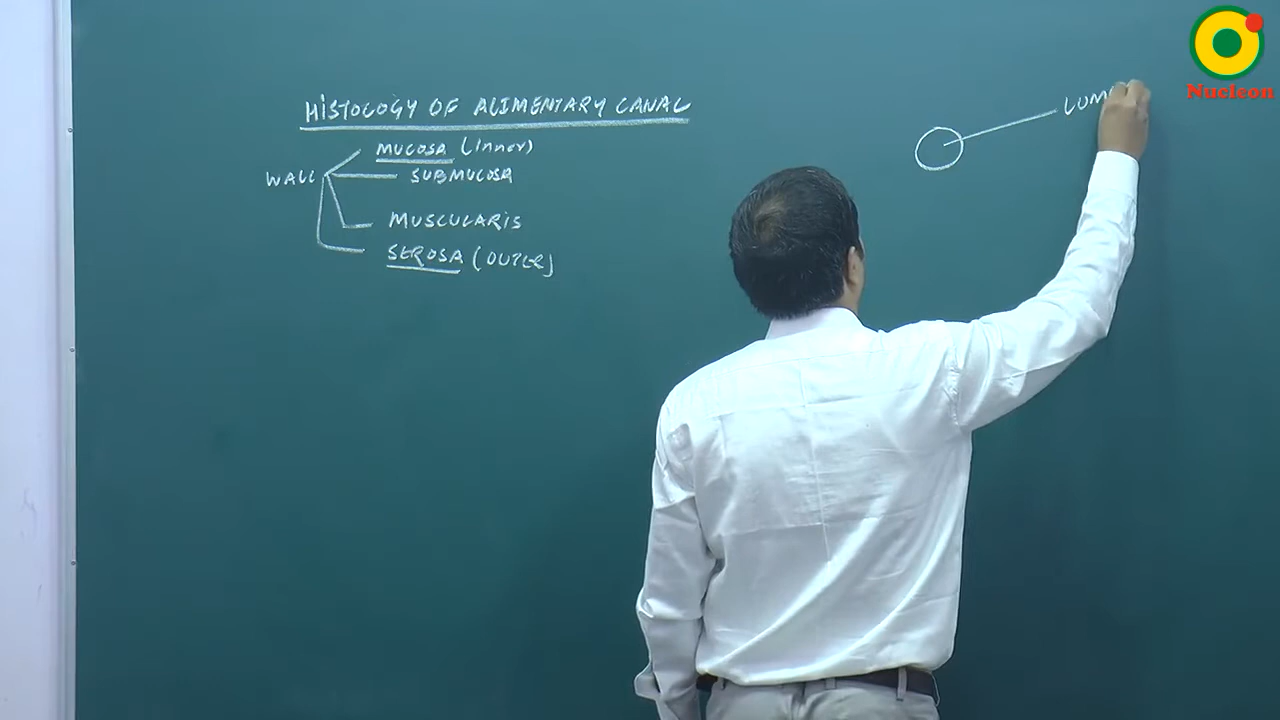 HISTOLOGY OF ALIMENTARY CANAL
MUCOSA (Inner)
WALL
SUBMUCOSA
MUSCULARIS
SEROSA (OUTER)
LUM
Nucleon